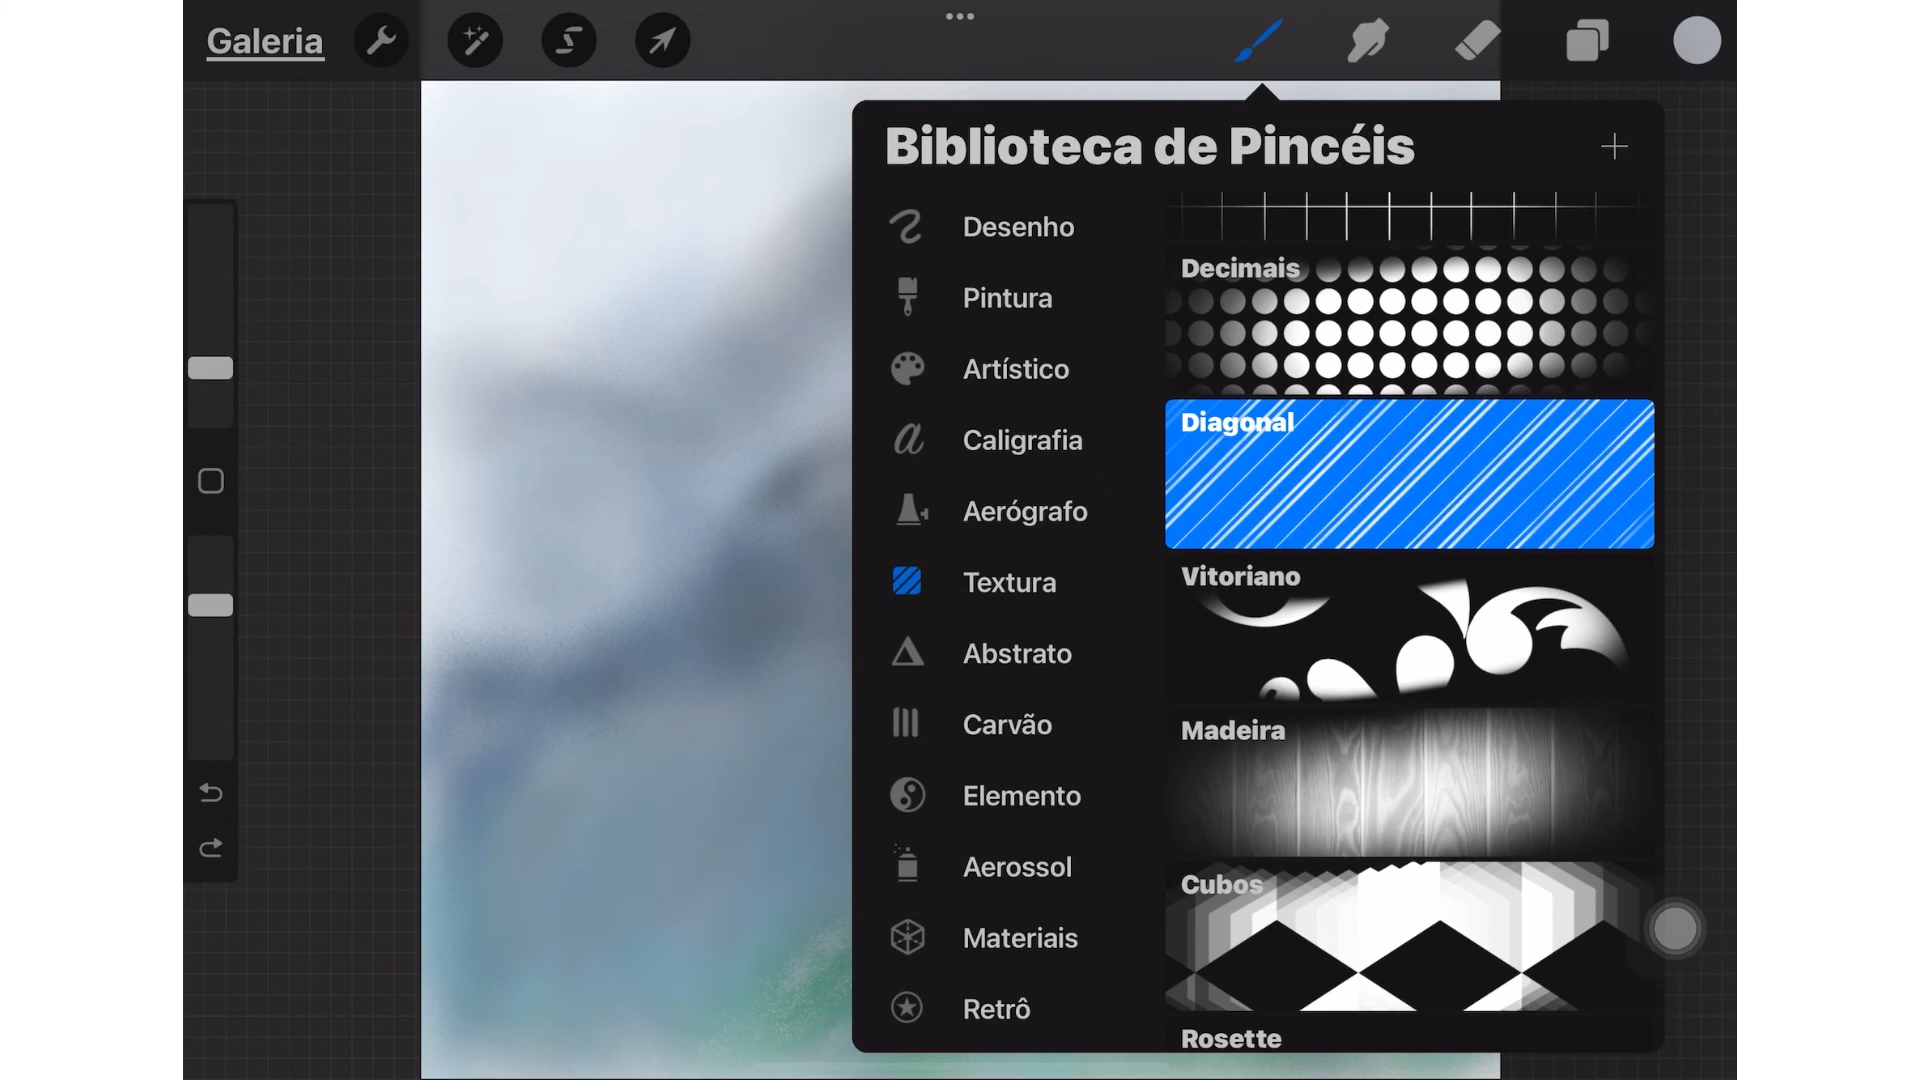 Galeria
Biblioteca de Pincéis
Desenho
Pintura
Artístico
Caligrafia
Aerógrafo
Textura
Abstrato
Carvão
Elemento
Aerossol
Materiais
Retrô
Decimais
Diagonal
Vitoriano
Madeira
Cubos
Rosette